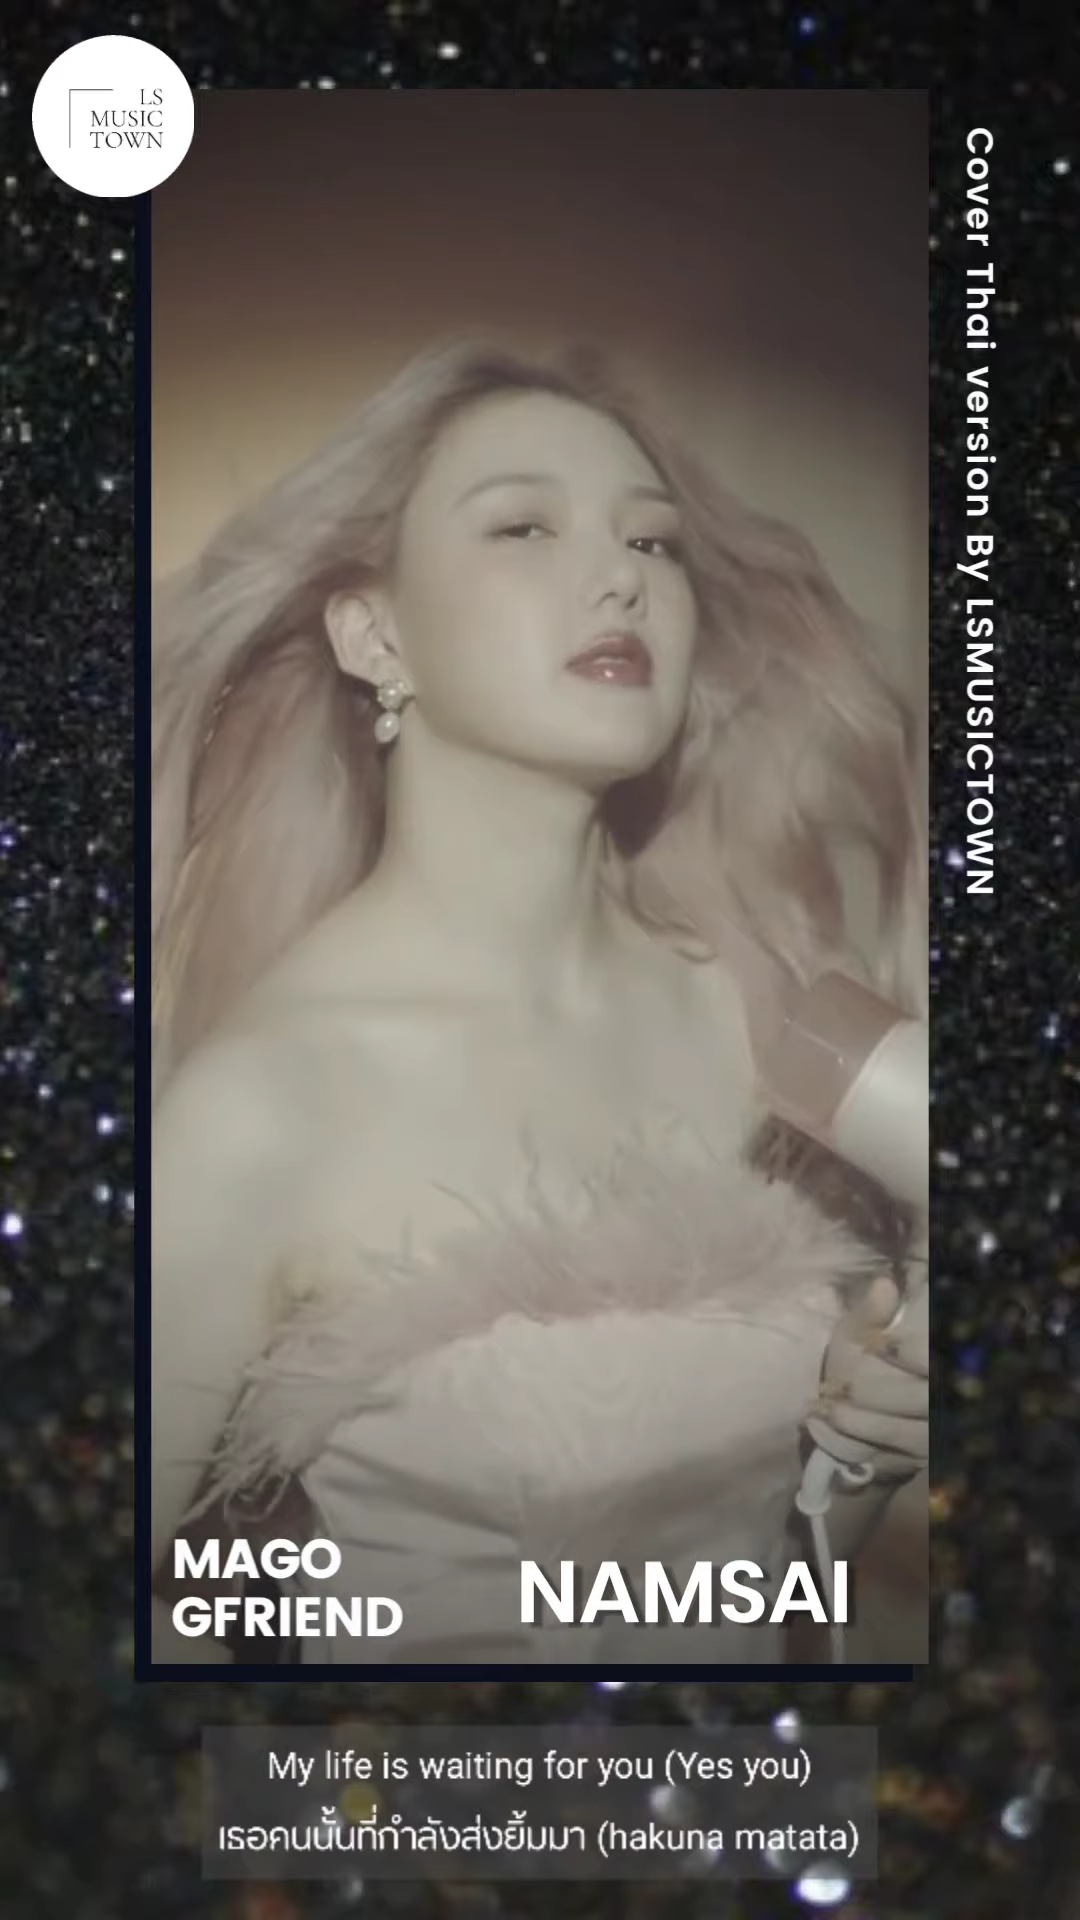 LS
MUSIC
TOWN
Cover Thai version By LSMUSICTOWN
MAGO
GFRIEND
NAMSAI
My life is waiting for you (Yes you)
เธอคนนั้นที่กำลังส่งยิ้มมา (hakuna matata)